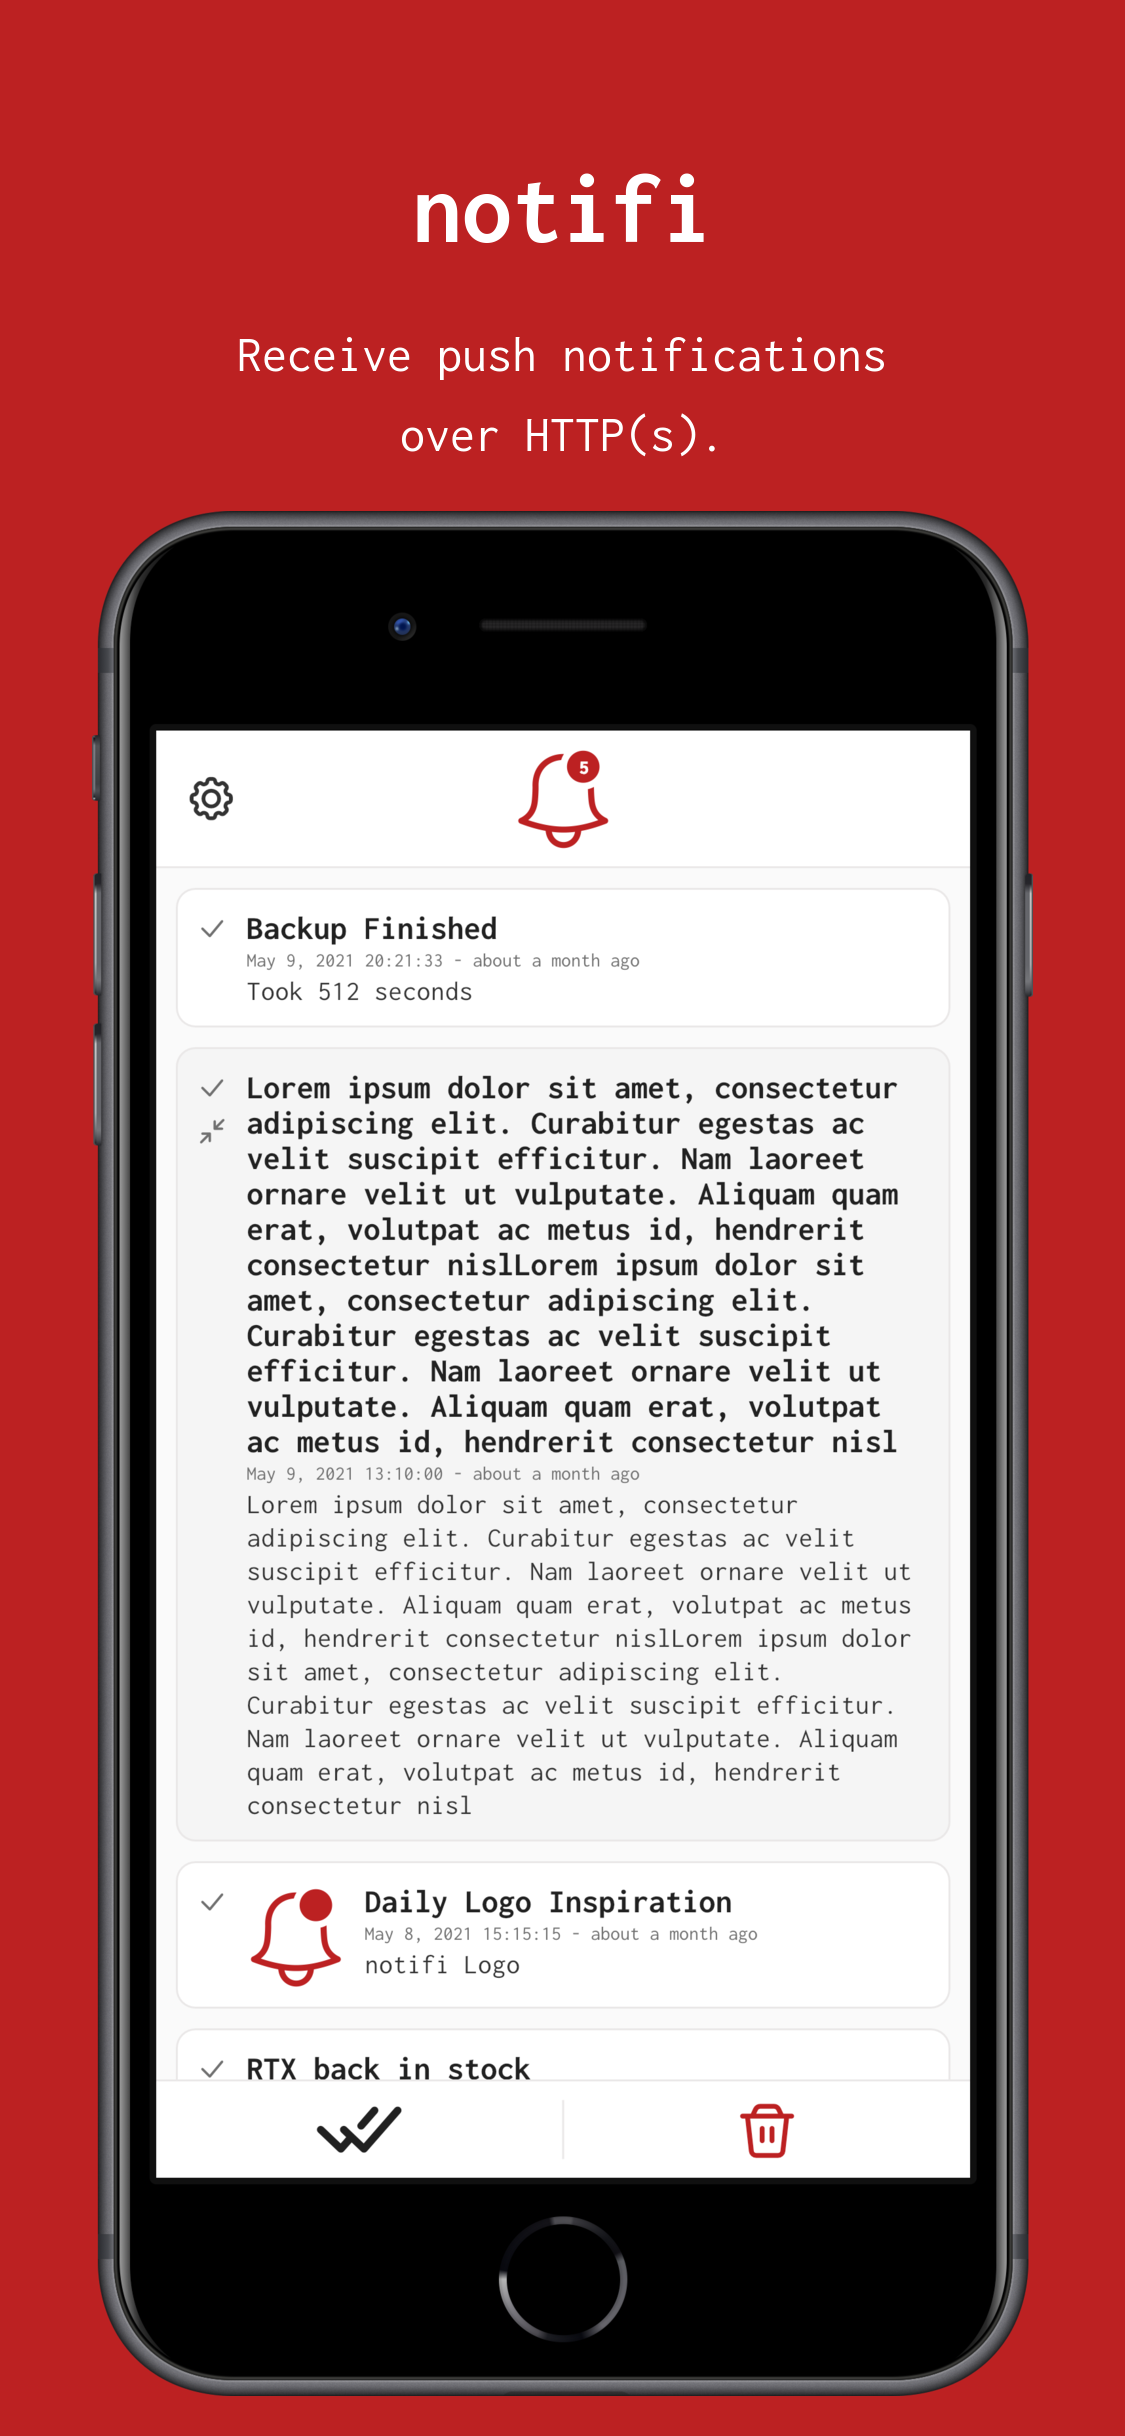 notifi
Receive push notifications
over HTTP(s).
5
Backup Finished
May 9, 2021 20:21:33 - about a month ago
Took 512 seconds
Lorem ipsum dolor sit amet, consectetur
adipiscing elit. Curabitur egestas ac
velit suscipit efficitur. Nam laoreet
ornare velit ut vulputate. Aliquam quam
erat, volutpat ac metus id, hendrerit
consectetur nislLorem ipsum dolor sit
amet, consectetur adipiscing elit.
Curabitur egestas ac velit suscipit
efficitur. Nam laoreet ornare velit ut
vulputate. Aliquam quam erat, volutpat
ac metus id, hendrerit consectetur nisl
May 9, 2021 13:10:00 - about a month ago
Lorem ipsum dolor sit amet, consectetur
adipiscing elit. Curabitur egestas ac velit
suscipit efficitur. Nam laoreet ornare velit ut
vulputate. Aliquam quam erat, volutpat ac metus
id, hendrerit consectetur nislLorem ipsum dolor
sit amet, consectetur adipiscing elit.
Curabitur egestas ac velit suscipit efficitur.
Nam laoreet ornare velit ut vulputate. Aliquam
quam erat, volutpat ac metus id, hendrerit
consectetur nisl
Daily Logo Inspiration
May 8, 2021 15:15:15 - about a month ago
notifi Logo
RTX back in stock